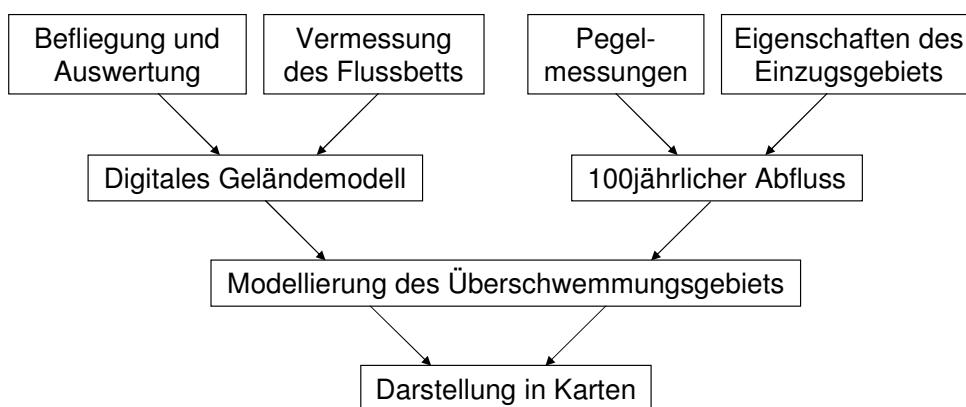 Befliegung und
Auswertung
Vermessung
des Flussbetts
Pegel-
messungen
Eigenschaften des
Einzugsgebiets
Digitales Geländemodell
100jährlicher Abfluss
Modellierung des Überschwemmungsgebiets
Darstellung in Karten